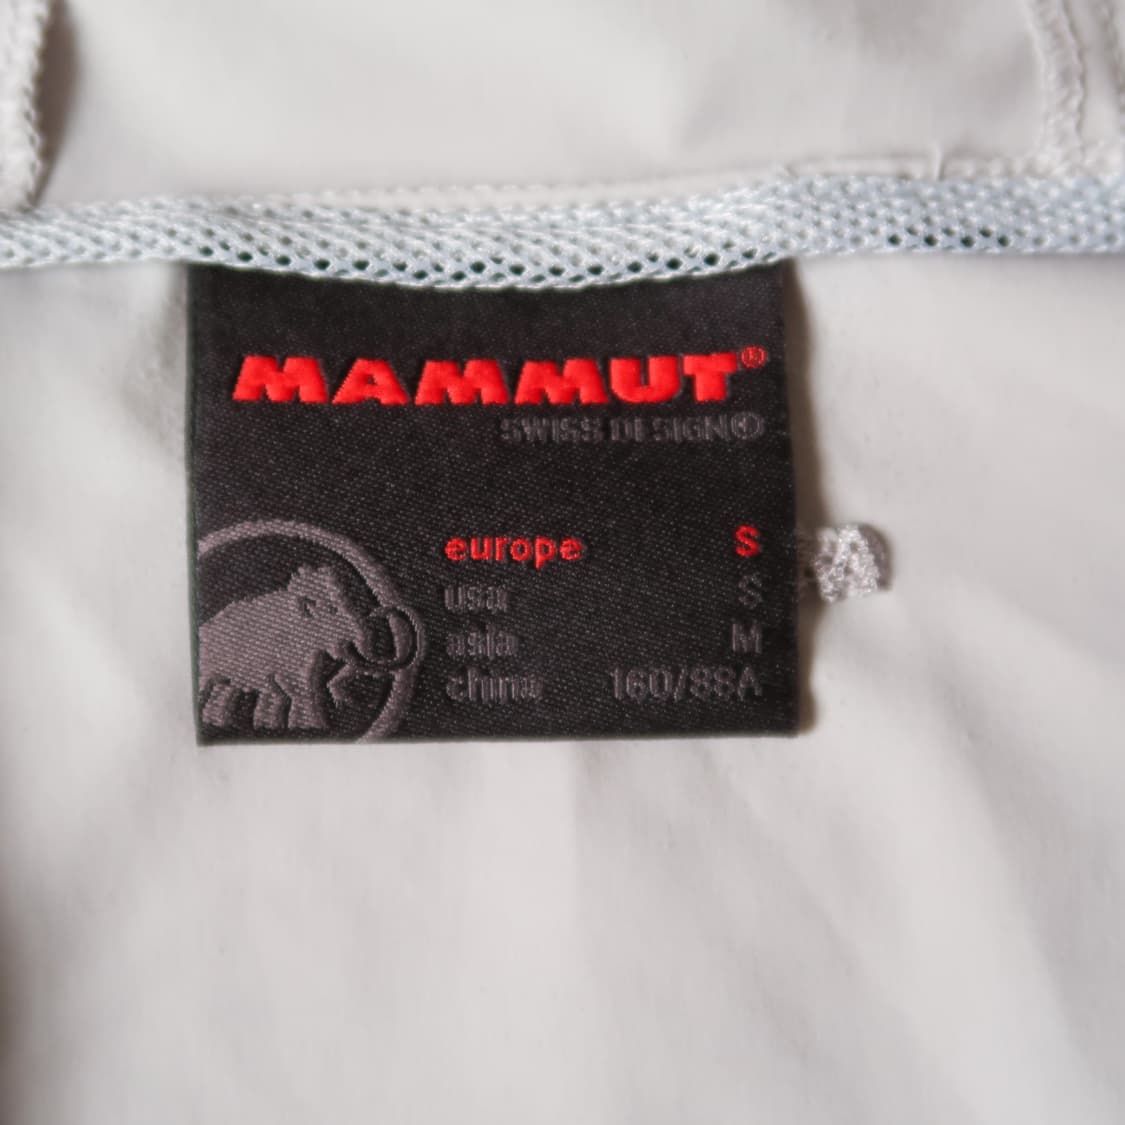 MAMMUT®
SWISS DESIGN
europe S
usa S
asia M
china 160/88A